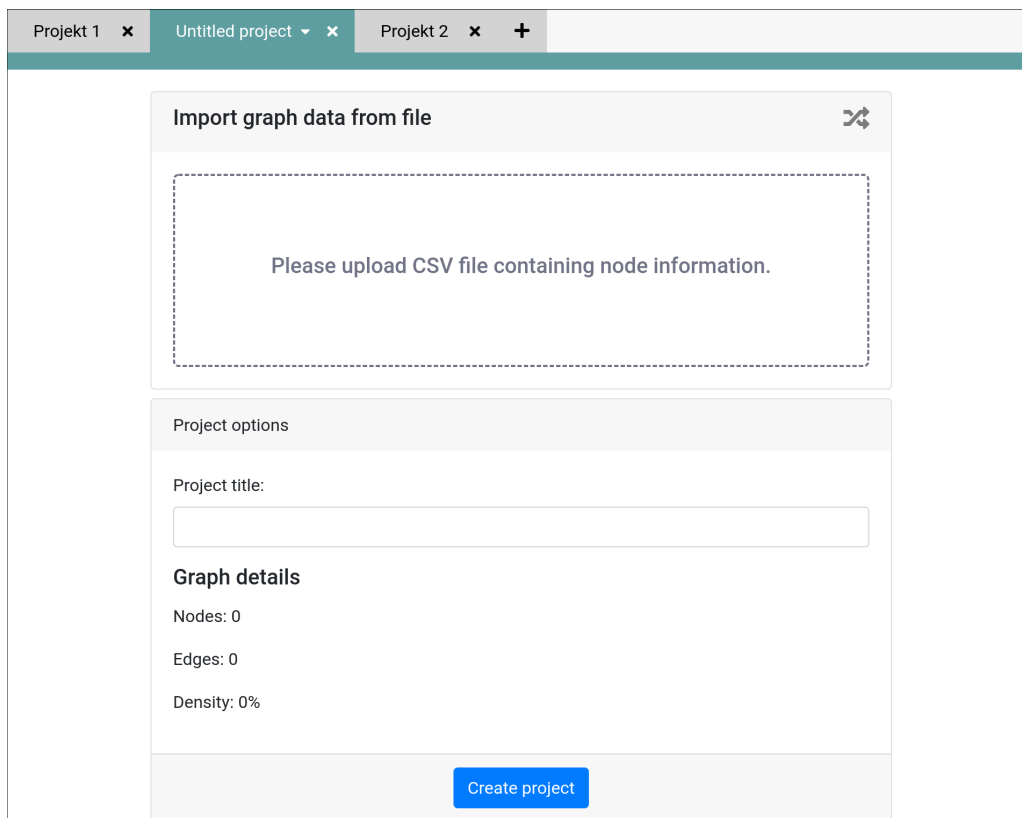 Projekt 1 Untitled project Projekt 2
Import graph data from file
Please upload CSV file containing node information.
Project options
Project title:
Graph details
Nodes: 0
Edges: 0
Density: 0%
Create project